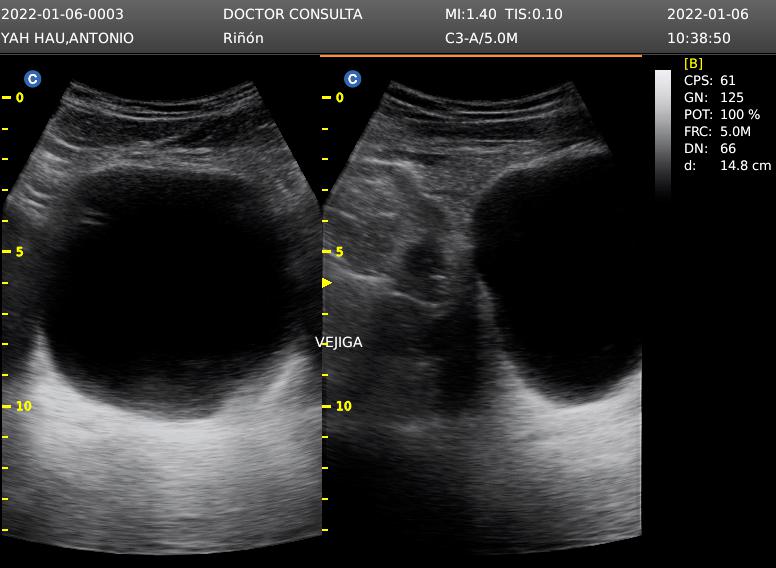 2022-01-06-0003 DOCTOR CONSULTA MI:1.40 TIS:0.10 2022-01-06
YAH HAU,ANTONIO Riñón C3-A/5.0M 10:38:50
[B]
C C CPS: 61
0 0 GN: 125
POT: 100 %
FRC: 5.0M
DN: 66
d: 14.8 cm
5 5
VEJIGA
10 10